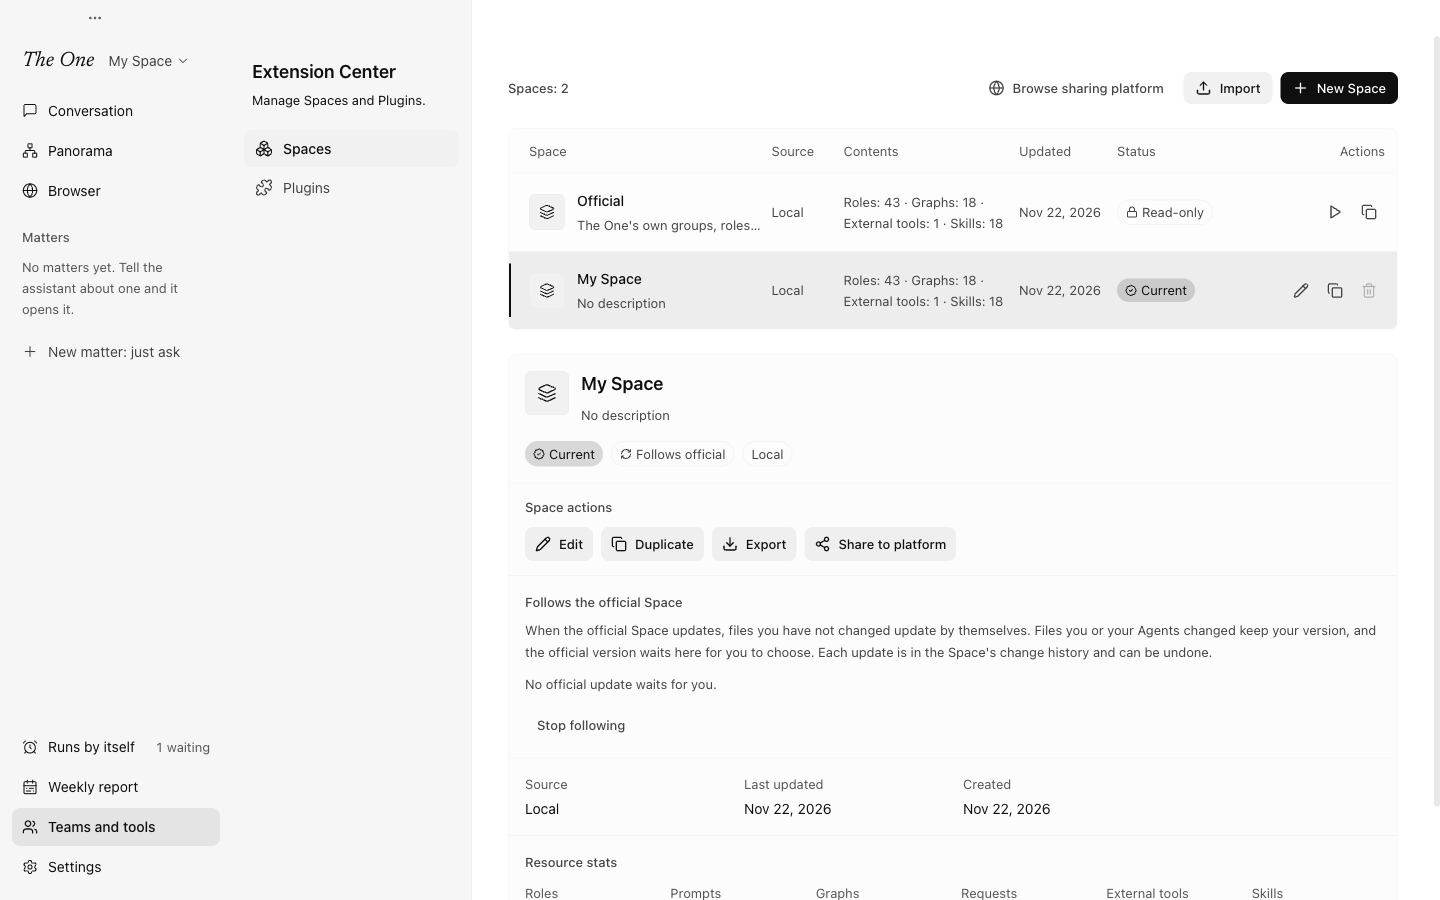 The One My Space
Conversation
Panorama
Browser
Matters
No matters yet. Tell the
assistant about one and it
opens it.
New matter: just ask
Runs by itself 1 waiting
Weekly report
Teams and tools
Settings
Extension Center
Manage Spaces and Plugins.
Spaces
Plugins
Spaces: 2 Browse sharing platform Import New Space
Space Source Contents Updated Status Actions
Official
The One's own groups, roles...
Local
Roles: 43 · Graphs: 18 ·
External tools: 1 · Skills: 18
Nov 22, 2026
Read-only
My Space
No description
Local
Roles: 43 · Graphs: 18 ·
External tools: 1 · Skills: 18
Nov 22, 2026
Current
My Space
No description
Current Follows official Local
Space actions
Edit Duplicate Export Share to platform
Follows the official Space
When the official Space updates, files you have not changed update by themselves. Files you or your Agents changed keep your version, and
the official version waits here for you to choose. Each update is in the Space's change history and can be undone.
No official update waits for you.
Stop following
Source Last updated Created
Local Nov 22, 2026 Nov 22, 2026
Resource stats
Roles Prompts Graphs Requests External tools Skills